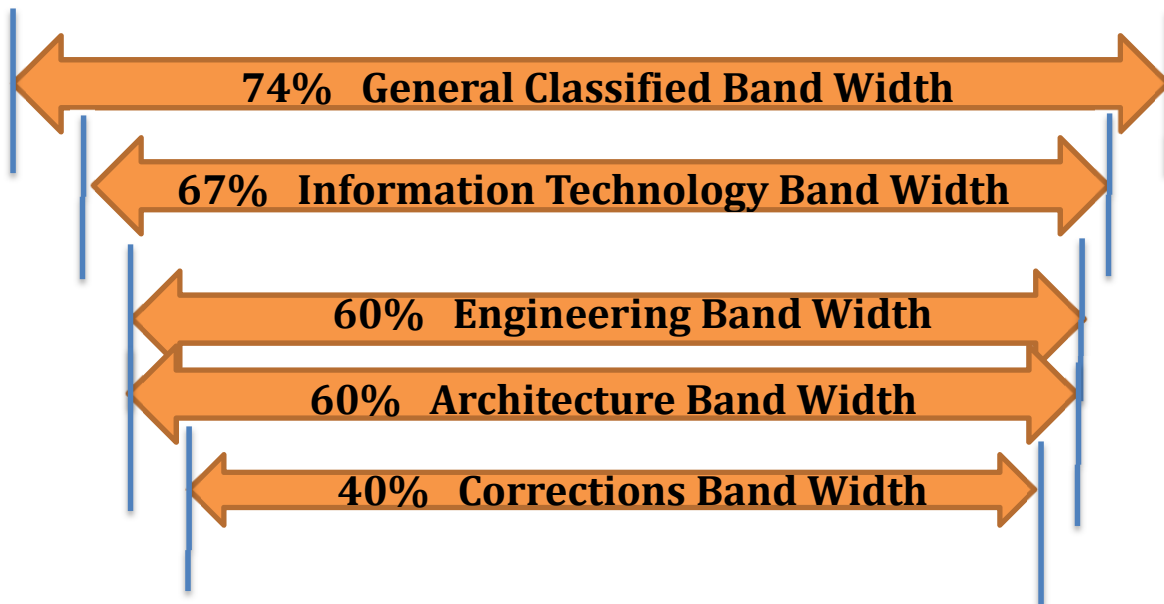 74% General Classified Band Width
67% Information Technology Band Width
60% Engineering Band Width
60% Architecture Band Width
40% Corrections Band Width